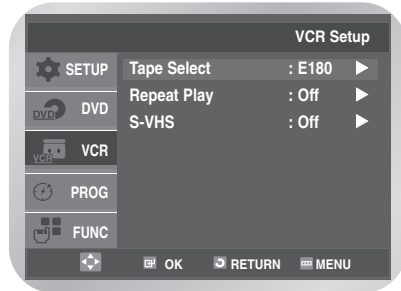 VCR Setup
SETUP
Tape Select : E180
Repeat Play : Off
S-VHS : Off
DVD DVD
VCR VCR
PROG
FUNC
OK RETURN MENU